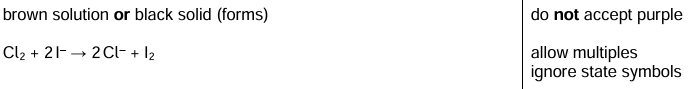 brown solution or black solid (forms)
do not accept purple
Cl₂ + 2 I⁻ → 2 Cl⁻ + I₂
allow multiples
ignore state symbols